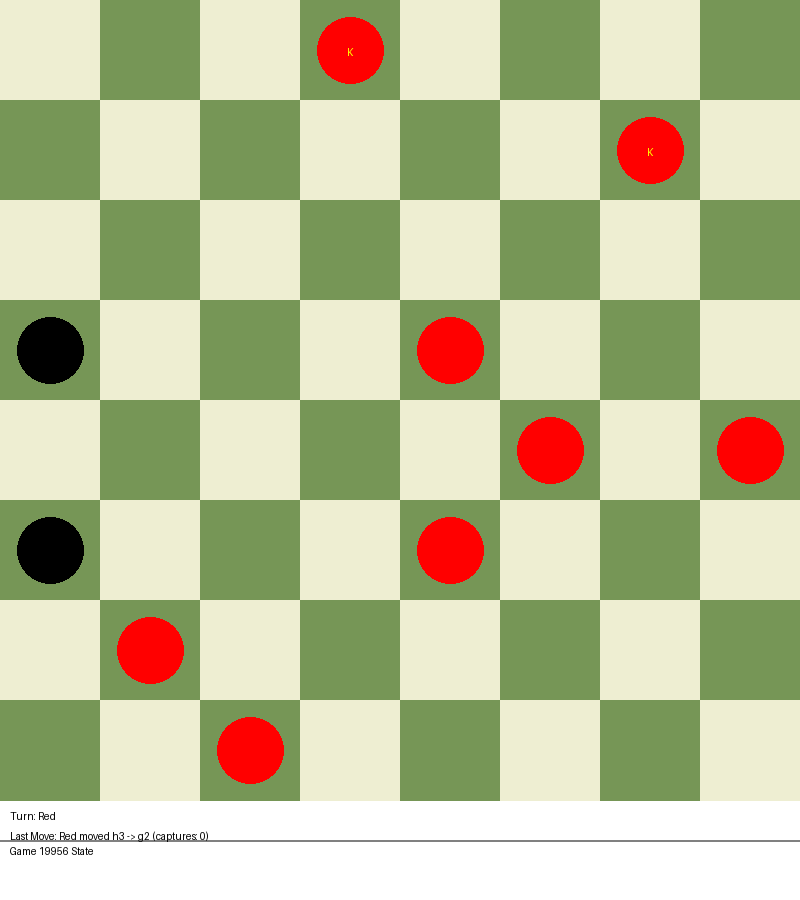 K
K
Turn: Red
Last Move: Red moved h3 -> g2 (captures: 0)
Game 19956 State